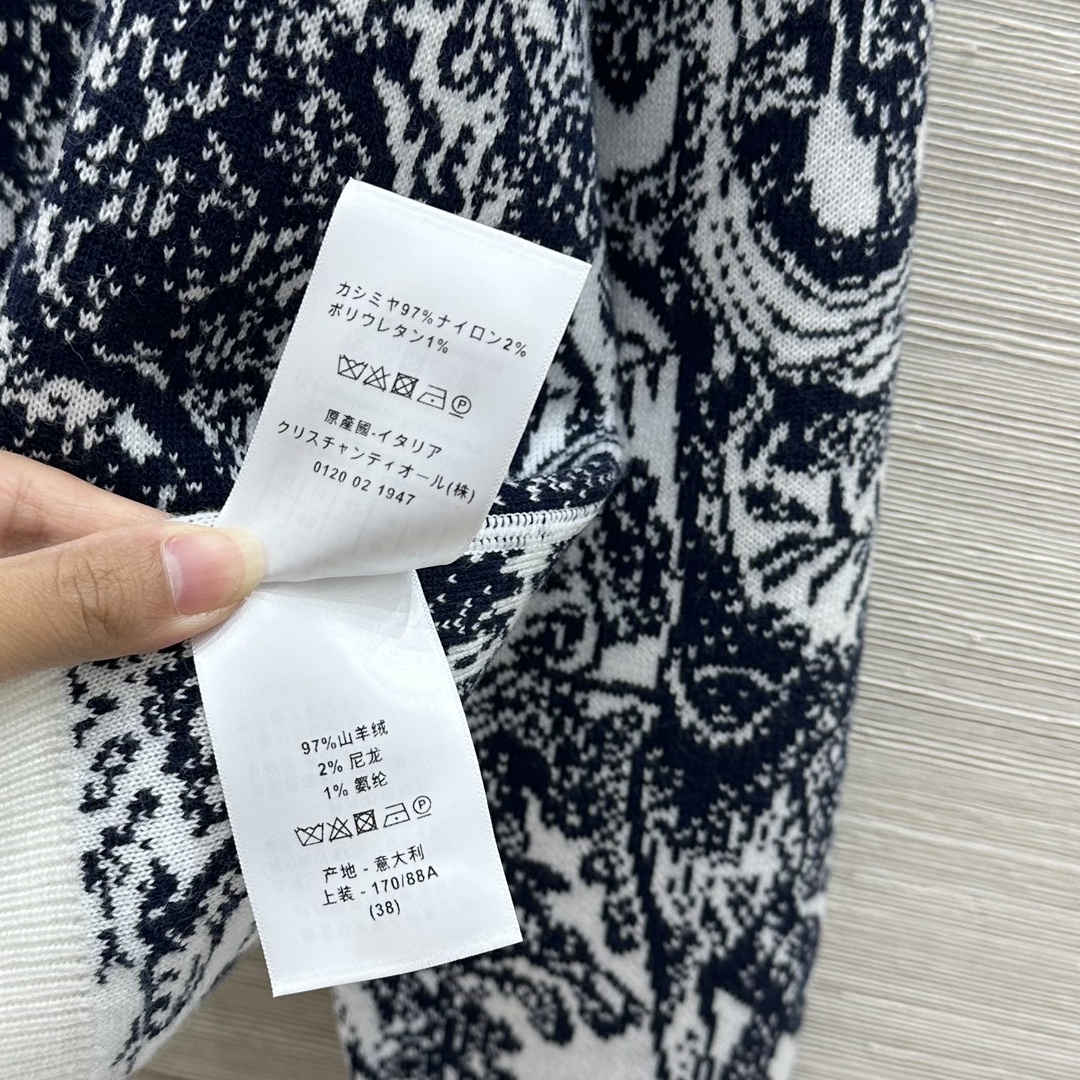 カシミヤ97%ナイロン2%
ポリウレタン1%
P
原產國-イタリア
クリスチャンディオール(株)
0120 02 1947
97%山羊绒
2% 尼龙
1% 氨纶
P
产地 - 意大利
上装 - 170/88A
(38)